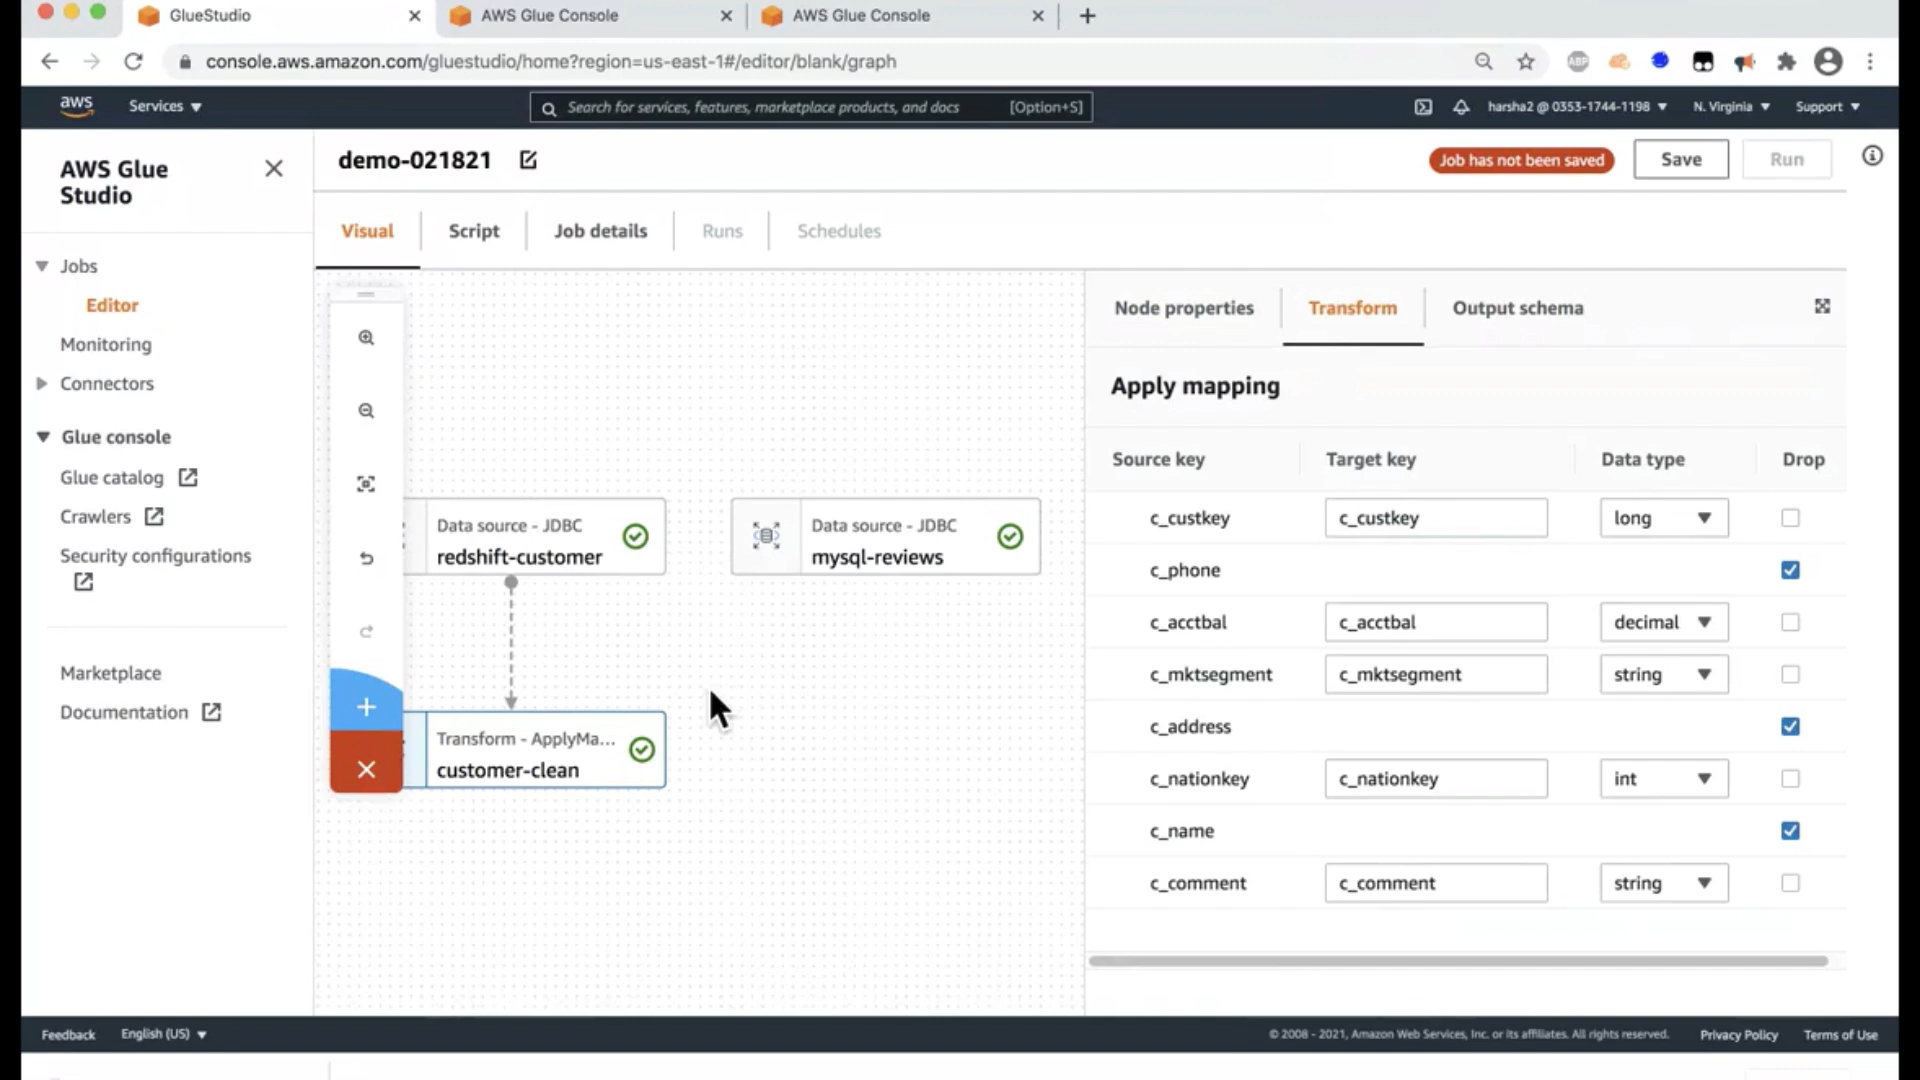 GlueStudio
AWS Glue Console
AWS Glue Console
console.aws.amazon.com/gluestudio/home?region=us-east-1#/editor/blank/graph
ABP
aws
Services
Search for services, features, marketplace products, and docs
[Option+S]
harsha2 @ 0353-1744-1198
N. Virginia
Support
AWS Glue
Studio
Jobs
Editor
Monitoring
Connectors
Glue console
Glue catalog
Crawlers
Security configurations
Marketplace
Documentation
demo-021821
Job has not been saved
Save
Run
Visual
Script
Job details
Runs
Schedules
Data source - JDBC
redshift-customer
Data source - JDBC
mysql-reviews
Transform - ApplyMa...
customer-clean
Node properties
Transform
Output schema
Apply mapping
Source key Target key Data type Drop
c_custkey c_custkey long
c_phone
c_acctbal c_acctbal decimal
c_mktsegment c_mktsegment string
c_address
c_nationkey c_nationkey int
c_name
c_comment c_comment string
Feedback
English (US)
© 2008 - 2021, Amazon Web Services, Inc. or its affiliates. All rights reserved.
Privacy Policy
Terms of Use